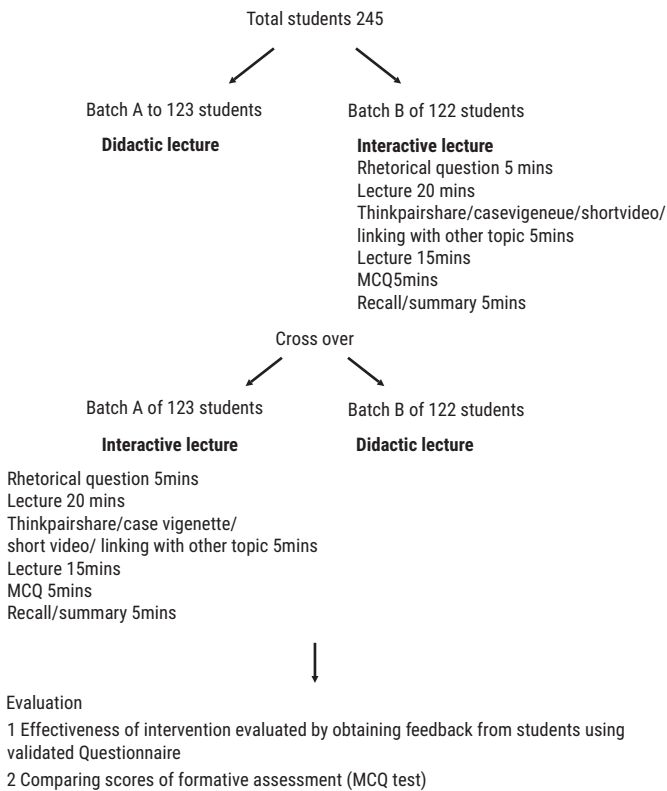 Total students 245
Batch A to 123 students
Didactic lecture
Batch B of 122 students
Interactive lecture
Rhetorical question 5 mins
Lecture 20 mins
Thinkpairshare/casevigeneue/shortvideo/
linking with other topic 5mins
Lecture 15mins
MCQ5mins
Recall/summary 5mins
Cross over
Batch A of 123 students
Interactive lecture
Rhetorical question 5mins
Lecture 20 mins
Thinkpairshare/case vigenette/
short video/ linking with other topic 5mins
Lecture 15mins
MCQ 5mins
Recall/summary 5mins
Batch B of 122 students
Didactic lecture
Evaluation
1 Effectiveness of intervention evaluated by obtaining feedback from students using
validated Questionnaire
2 Comparing scores of formative assessment (MCQ test)